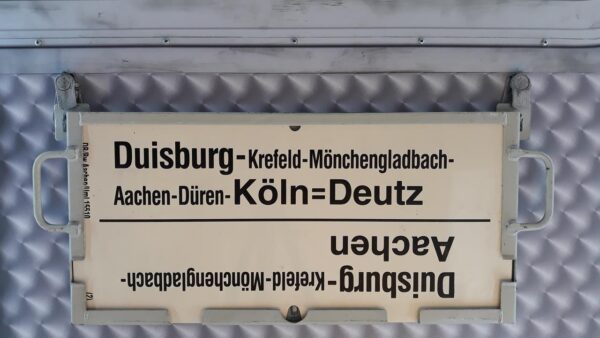 Duisburg-Krefeld-Mönchengladbach-
Aachen-Düren-Köln=Deutz
Duisburg-Krefeld-Mönchengladbach-
Aachen